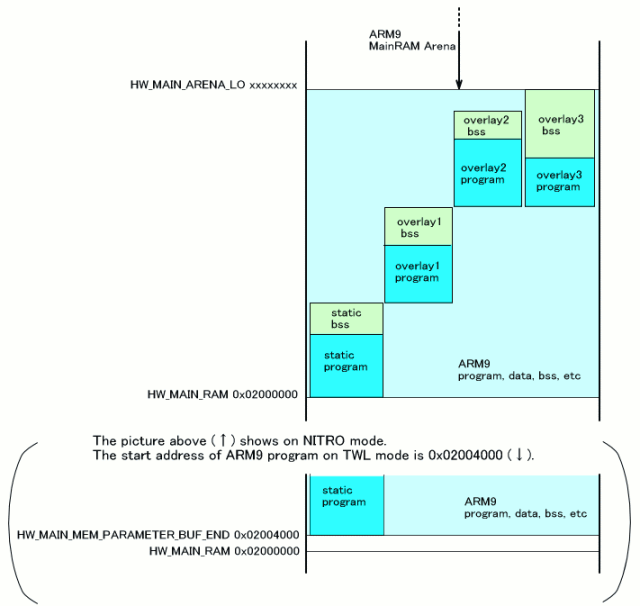 ARM9
MainRAM Arena
HW_MAIN_ARENA_LO xxxxxxxx
overlay2
bss
overlay3
bss
overlay2
program
overlay3
program
overlay1
bss
overlay1
program
static
bss
static
program
ARM9
program, data, bss, etc
HW_MAIN_RAM 0x02000000
The picture above (↑) shows on NITRO mode.
The start address of ARM9 program on TWL mode is 0x02004000 (↓).
static
program
ARM9
program, data, bss, etc
HW_MAIN_MEM_PARAMETER_BUF_END 0x02004000
HW_MAIN_RAM 0x02000000